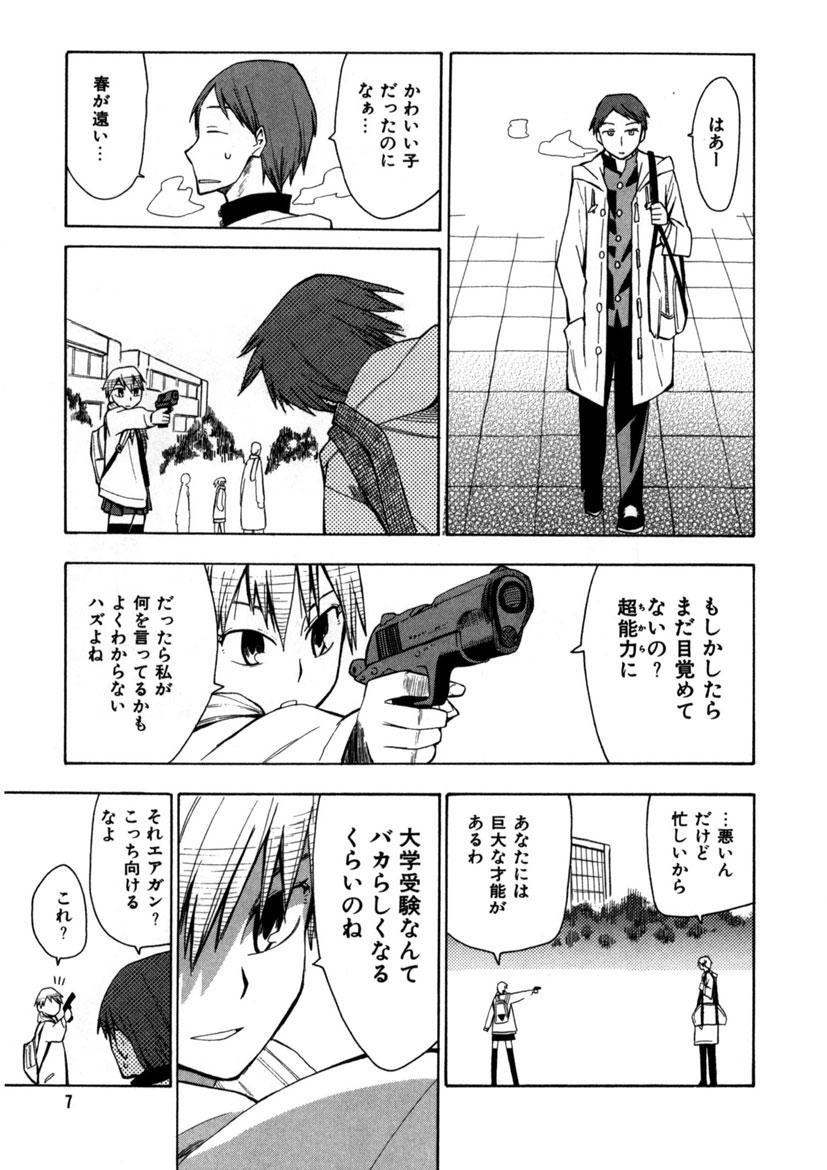 はあー
かわいい子
だったのに
なぁ…
春が遠い…
もしかしたら
まだ目覚めて
ないの？
超能力に
ちから
だったら私が
何を言ってるかも
よくわからない
ハズよね
…悪いん
だけど
忙しいから
あなたには
巨大な才能が
あるわ
大学受験なんて
バカらしくなる
くらいのね
それエアガン？
こっち向ける
なよ
これ？
7